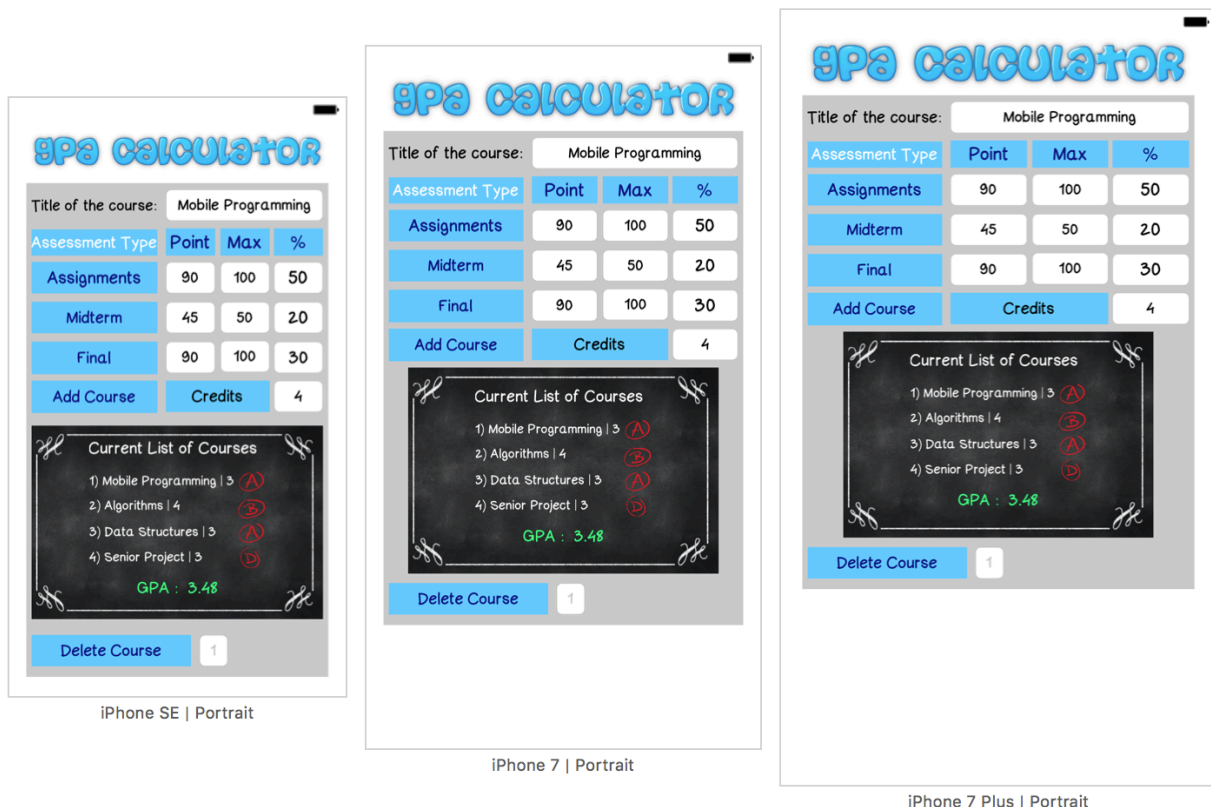 gpa calculator
Title of the course: Mobile Programming
Assessment Type Point Max %
Assignments 90 100 50
Midterm 45 50 20
Final 90 100 30
Add Course Credits 4
Current List of Courses
1) Mobile Programming | 3 A
2) Algorithms | 4 B
3) Data Structures | 3 A
4) Senior Project | 3 D
GPA : 3.48
Delete Course 1
iPhone SE | Portrait
gpa calculator
Title of the course: Mobile Programming
Assessment Type Point Max %
Assignments 90 100 50
Midterm 45 50 20
Final 90 100 30
Add Course Credits 4
Current List of Courses
1) Mobile Programming | 3 A
2) Algorithms | 4 B
3) Data Structures | 3 A
4) Senior Project | 3 D
GPA : 3.48
Delete Course 1
iPhone 7 | Portrait
gpa calculator
Title of the course: Mobile Programming
Assessment Type Point Max %
Assignments 90 100 50
Midterm 45 50 20
Final 90 100 30
Add Course Credits 4
Current List of Courses
1) Mobile Programming | 3 A
2) Algorithms | 4 B
3) Data Structures | 3 A
4) Senior Project | 3 D
GPA : 3.48
Delete Course 1
iPhone 7 Plus | Portrait